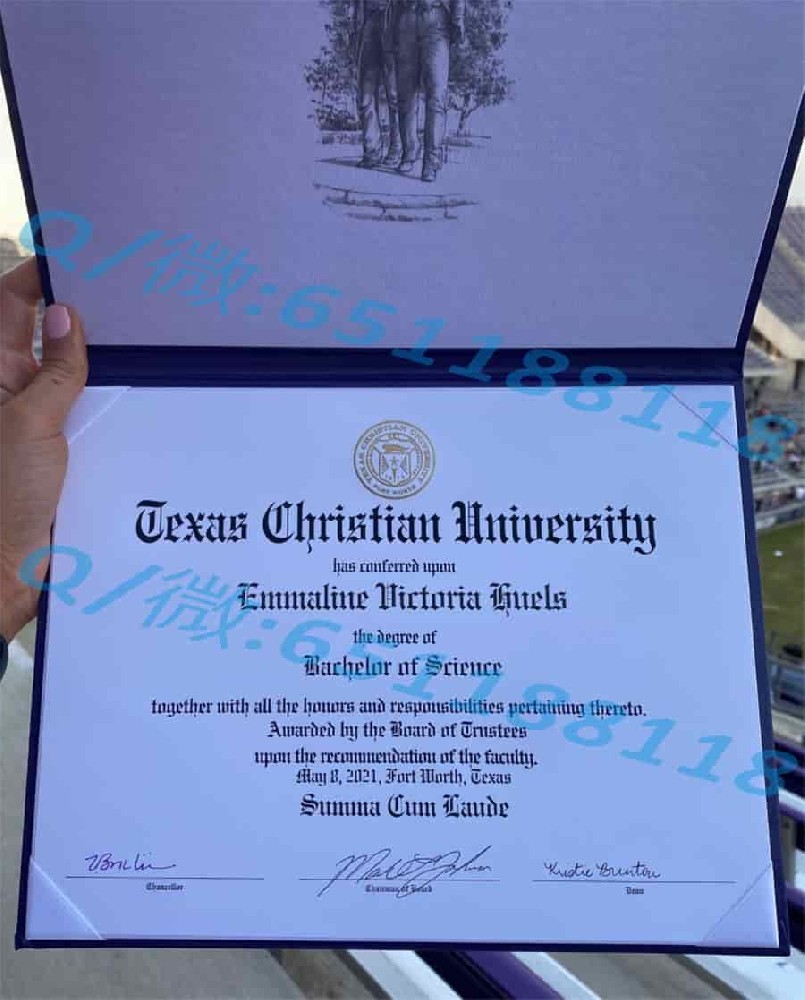 Q/微:6511188118
Texas Christian University
has conferred upon
Emmaline Victoria Huels
the degree of
Bachelor of Science
Q/微:6511188118
together with all the honors and responsibilities pertaining thereto.
Awarded by the Board of Trustees
upon the recommendation of the faculty.
May 8, 2021, Fort Worth, Texas
Summa Cum Laude
Chancellor
Chairman of Board
Dean